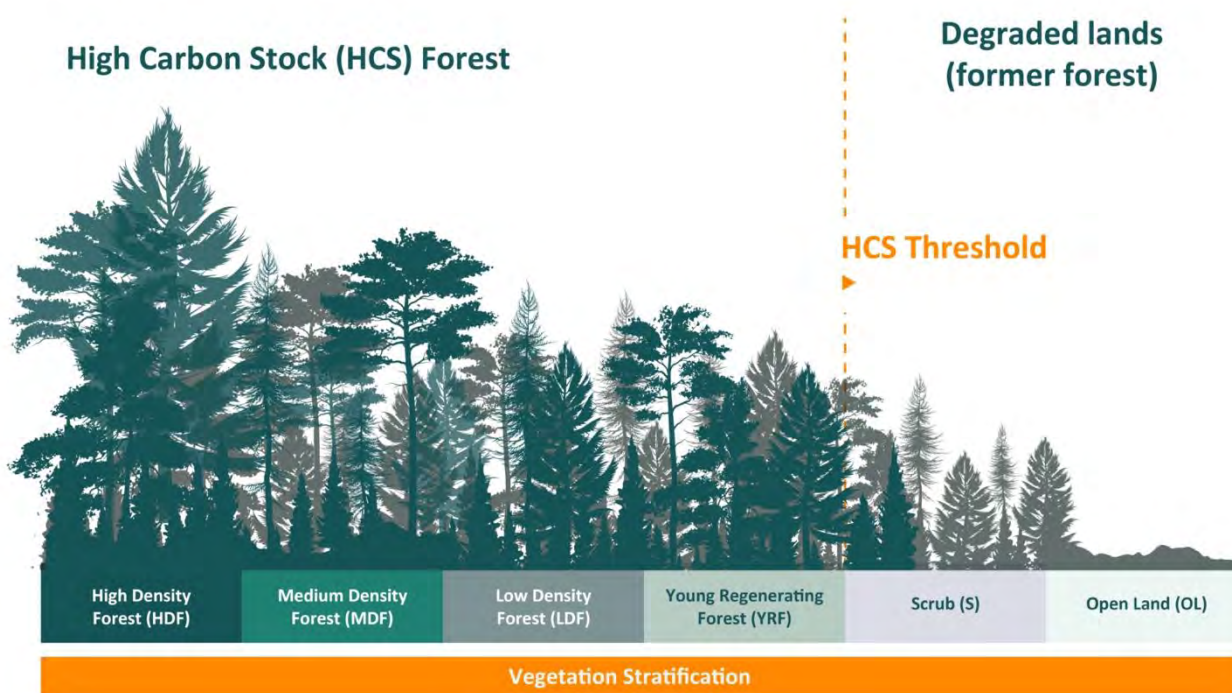 High Carbon Stock (HCS) Forest
Degraded lands
(former forest)
HCS Threshold
High Density
Forest (HDF)
Medium Density
Forest (MDF)
Low Density
Forest (LDF)
Young Regenerating
Forest (YRF)
Scrub (S)
Open Land (OL)
Vegetation Stratification